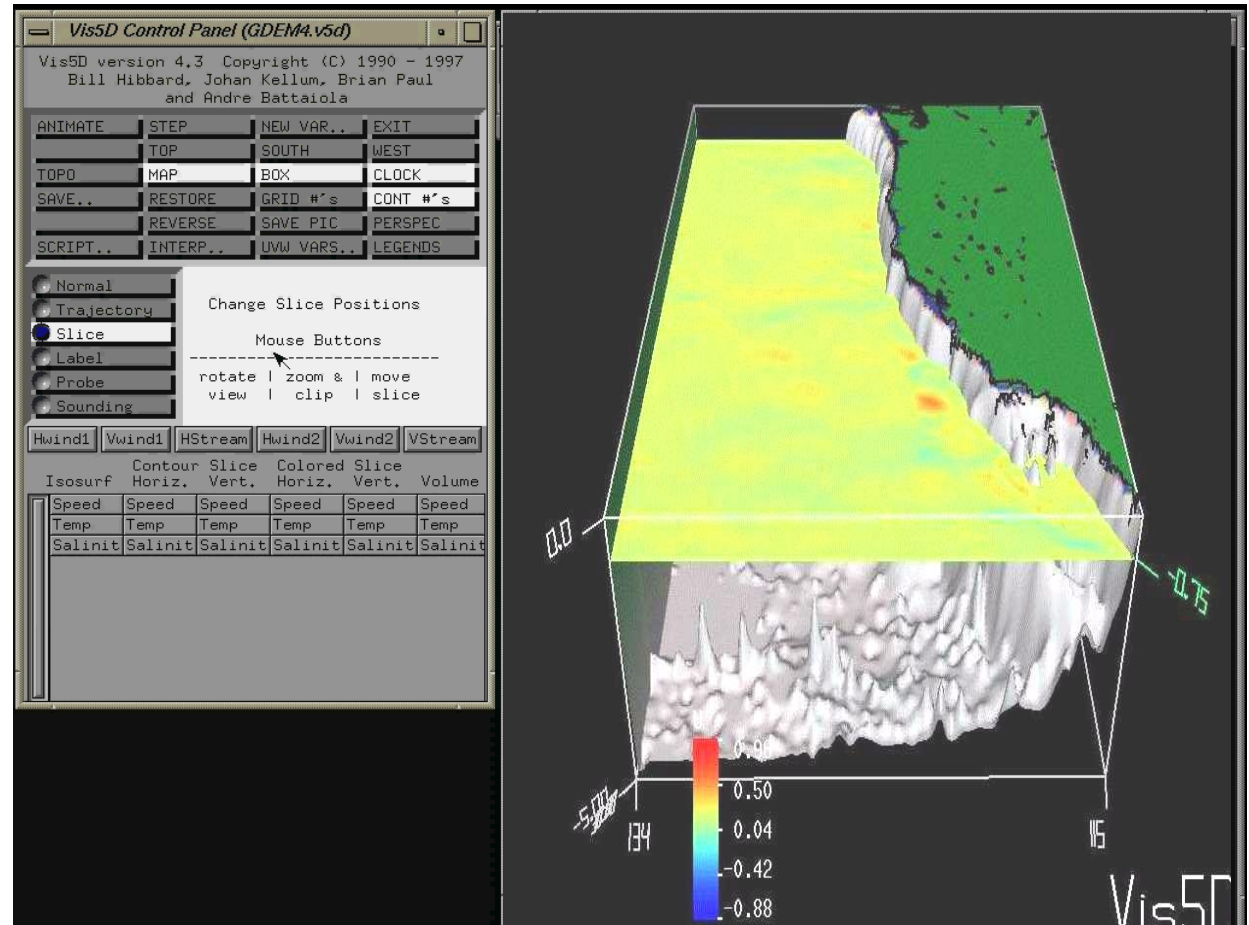 Vis5D Control Panel (GDEM4.v5d)
Vis5D version 4.3 Copyright (C) 1990 - 1997
Bill Hibbard, Johan Kellum, Brian Paul
and Andre Battaiola
ANIMATE STEP NEW VAR.. EXIT
TOP SOUTH WEST
TOPO MAP BOX CLOCK
SAVE.. RESTORE GRID #'s CONT #'s
REVERSE SAVE PIC PERSPEC
SCRIPT.. INTERP.. UVW VARS.. LEGENDS
Normal
Trajectory
Slice
Label
Probe
Sounding
Change Slice Positions
Mouse Buttons
rotate | zoom & | move
view | clip | slice
Hwind1 Vwind1 HStream Hwind2 Vwind2 VStream
Contour Slice Colored Slice
Isosurf Horiz. Vert. Horiz. Vert. Volume
Speed Speed Speed Speed Speed Speed
Temp Temp Temp Temp Temp Temp
Salinit Salinit Salinit Salinit Salinit Salinit
0.0
-0.75
-5.00
134
115
0.96
0.50
0.04
-0.42
-0.88
Vis5D